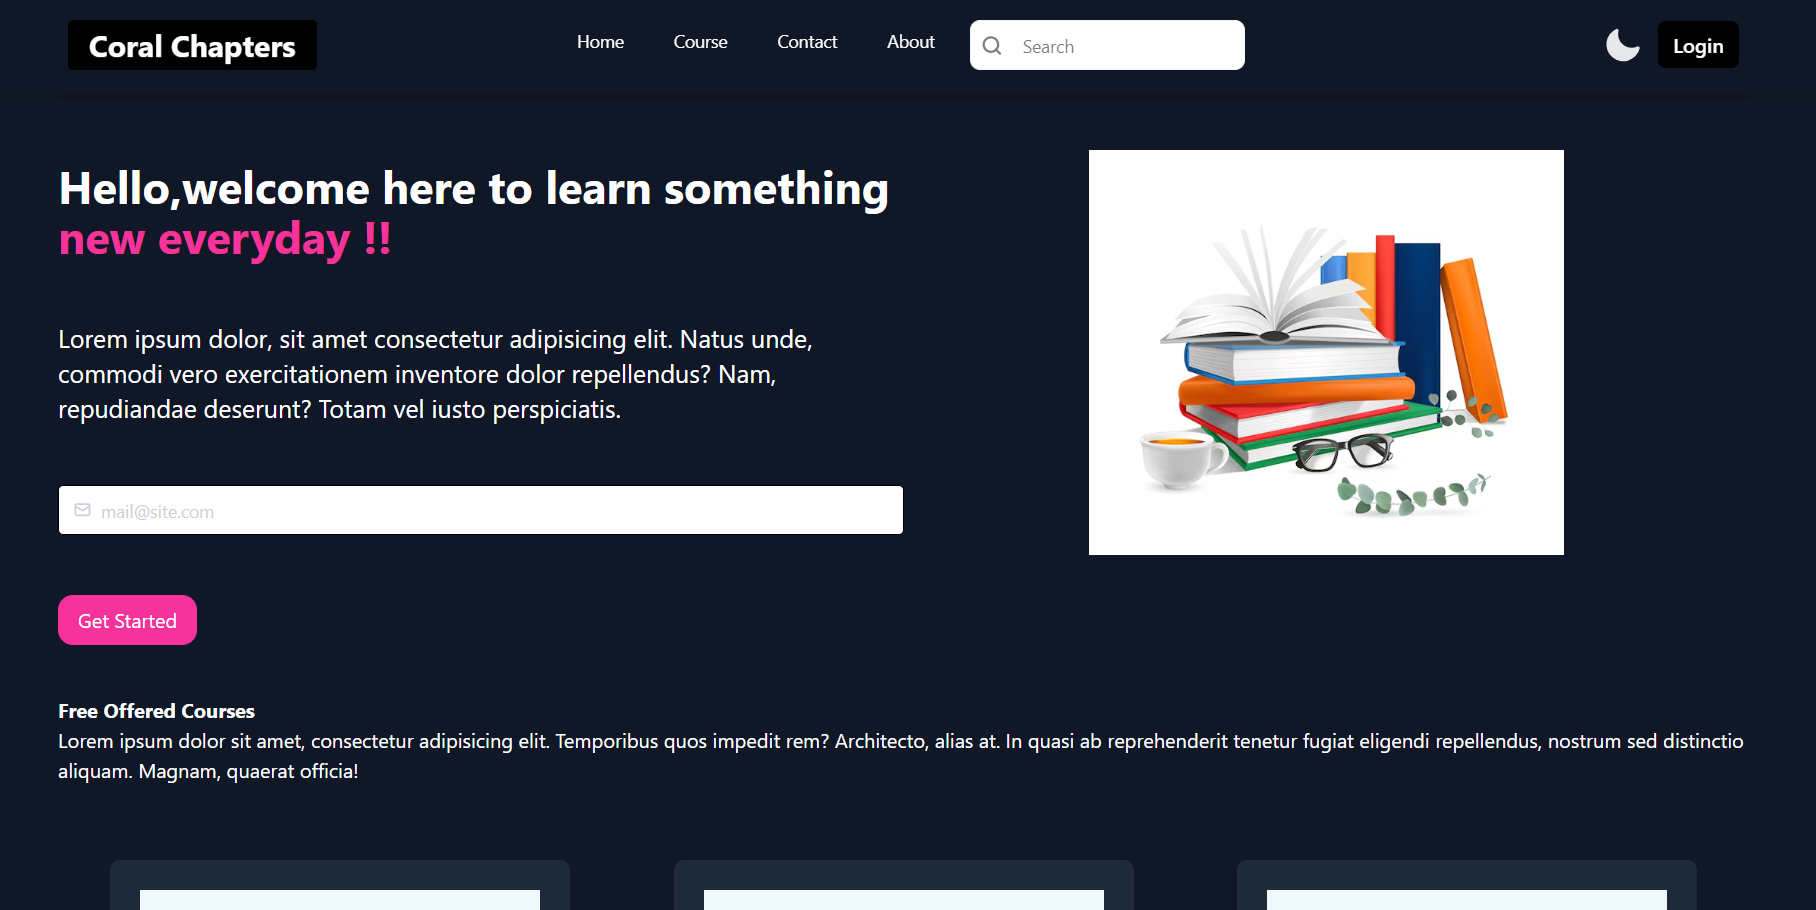 Coral Chapters
Home
Course
Contact
About
Search
Login
Hello,welcome here to learn something
new everyday !!
Lorem ipsum dolor, sit amet consectetur adipisicing elit. Natus unde,
commodi vero exercitationem inventore dolor repellendus? Nam,
repudiandae deserunt? Totam vel iusto perspiciatis.
mail@site.com
Get Started
Free Offered Courses
Lorem ipsum dolor sit amet, consectetur adipisicing elit. Temporibus quos impedit rem? Architecto, alias at. In quasi ab reprehenderit tenetur fugiat eligendi repellendus, nostrum sed distinctio
aliquam. Magnam, quaerat officia!